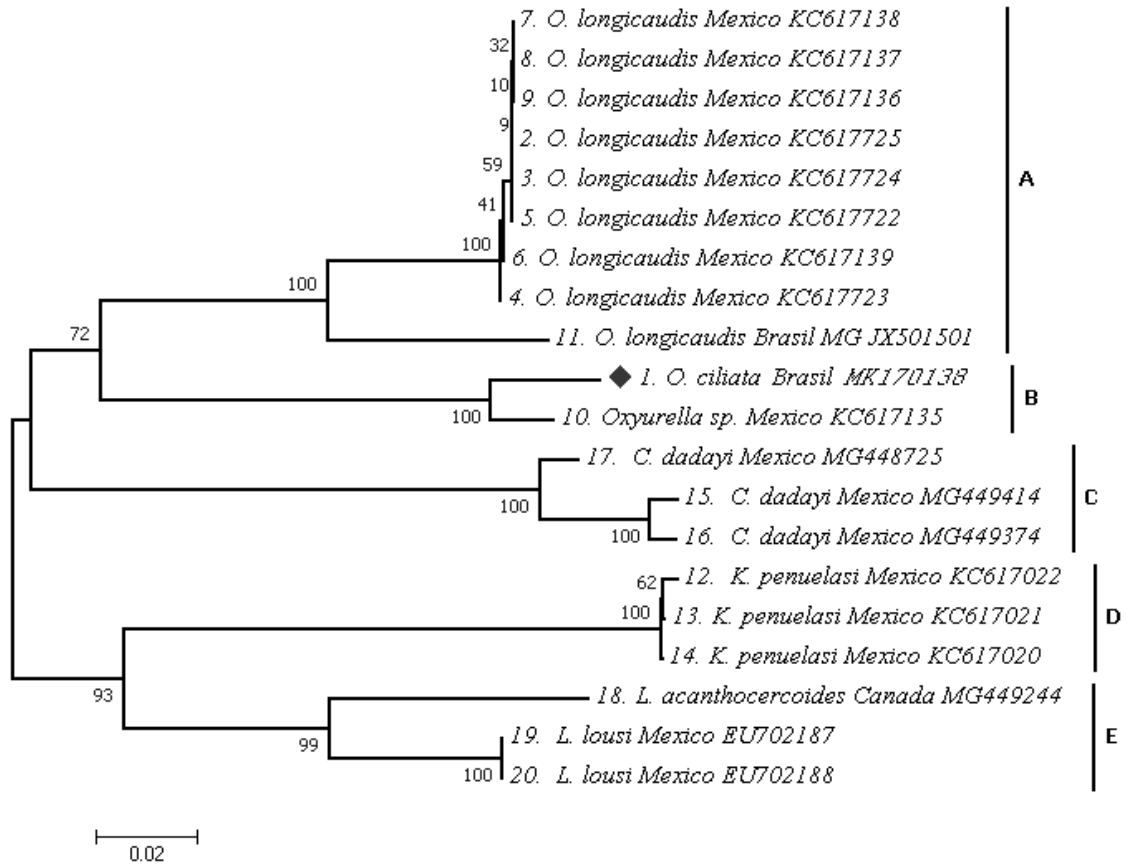 7. O. longicaudis Mexico KC617138
32
8. O. longicaudis Mexico KC617137
10
9. O. longicaudis Mexico KC617136
9
2. O. longicaudis Mexico KC617725
59
3. O. longicaudis Mexico KC617724
A
41
5. O. longicaudis Mexico KC617722
100
6. O. longicaudis Mexico KC617139
100
4. O. longicaudis Mexico KC617723
72
11. O. longicaudis Brasil MG JX501501
1. O. ciliata Brasil MK170138
B
100
10. Oxyurella sp. Mexico KC617135
17. C. dadayi Mexico MG448725
15. C. dadayi Mexico MG449414
C
100
100
16. C. dadayi Mexico MG449374
62
12. K. penuelasi Mexico KC617022
100
13. K. penuelasi Mexico KC617021
D
14. K. penuelasi Mexico KC617020
93
18. L. acanthocercoides Canada MG449244
99
19. L. lousi Mexico EU702187
E
100
20. L. lousi Mexico EU702188
0.02